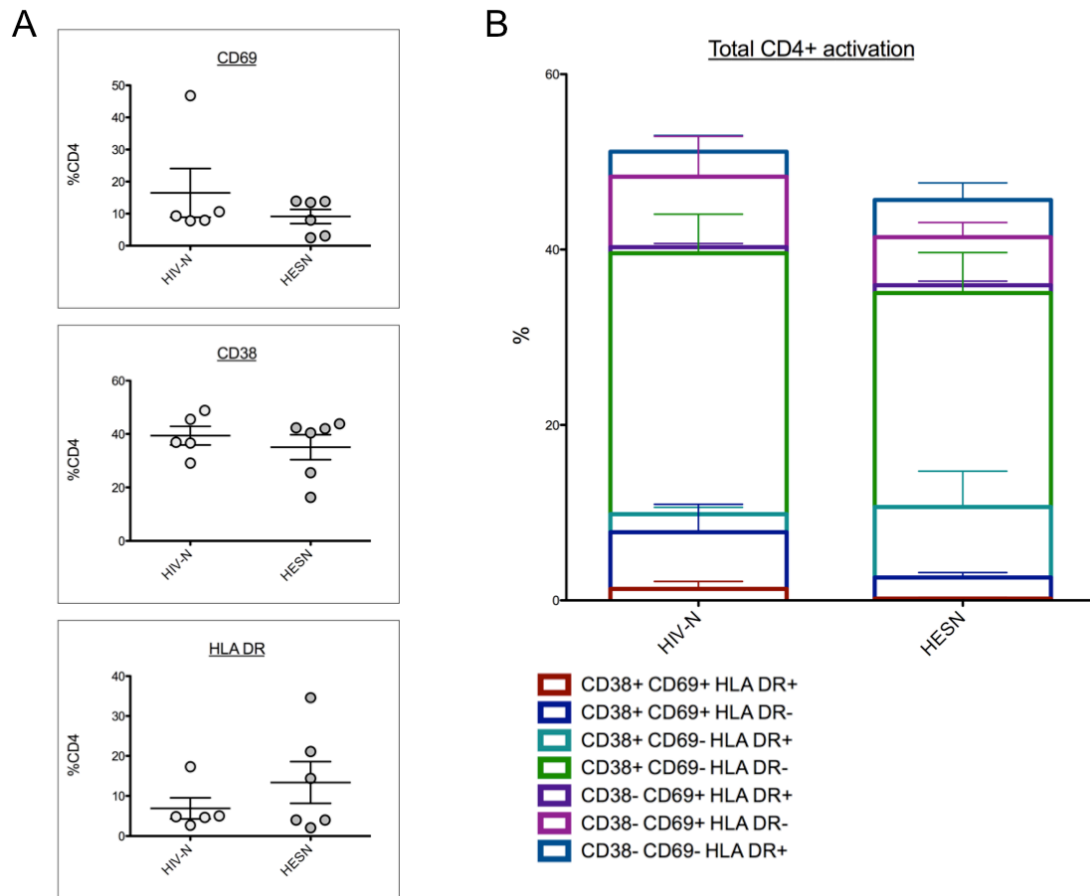 A
CD69
50
40
30
20
10
0
%CD4
HIV-N
HESN
CD38
60
40
20
0
%CD4
HIV-N
HESN
HLA DR
40
30
20
10
0
%CD4
HIV-N
HESN
B
Total CD4+ activation
60
40
20
0
%
HIV-N
HESN
CD38+ CD69+ HLA DR+
CD38+ CD69+ HLA DR-
CD38+ CD69- HLA DR+
CD38+ CD69- HLA DR-
CD38- CD69+ HLA DR+
CD38- CD69+ HLA DR-
CD38- CD69- HLA DR+